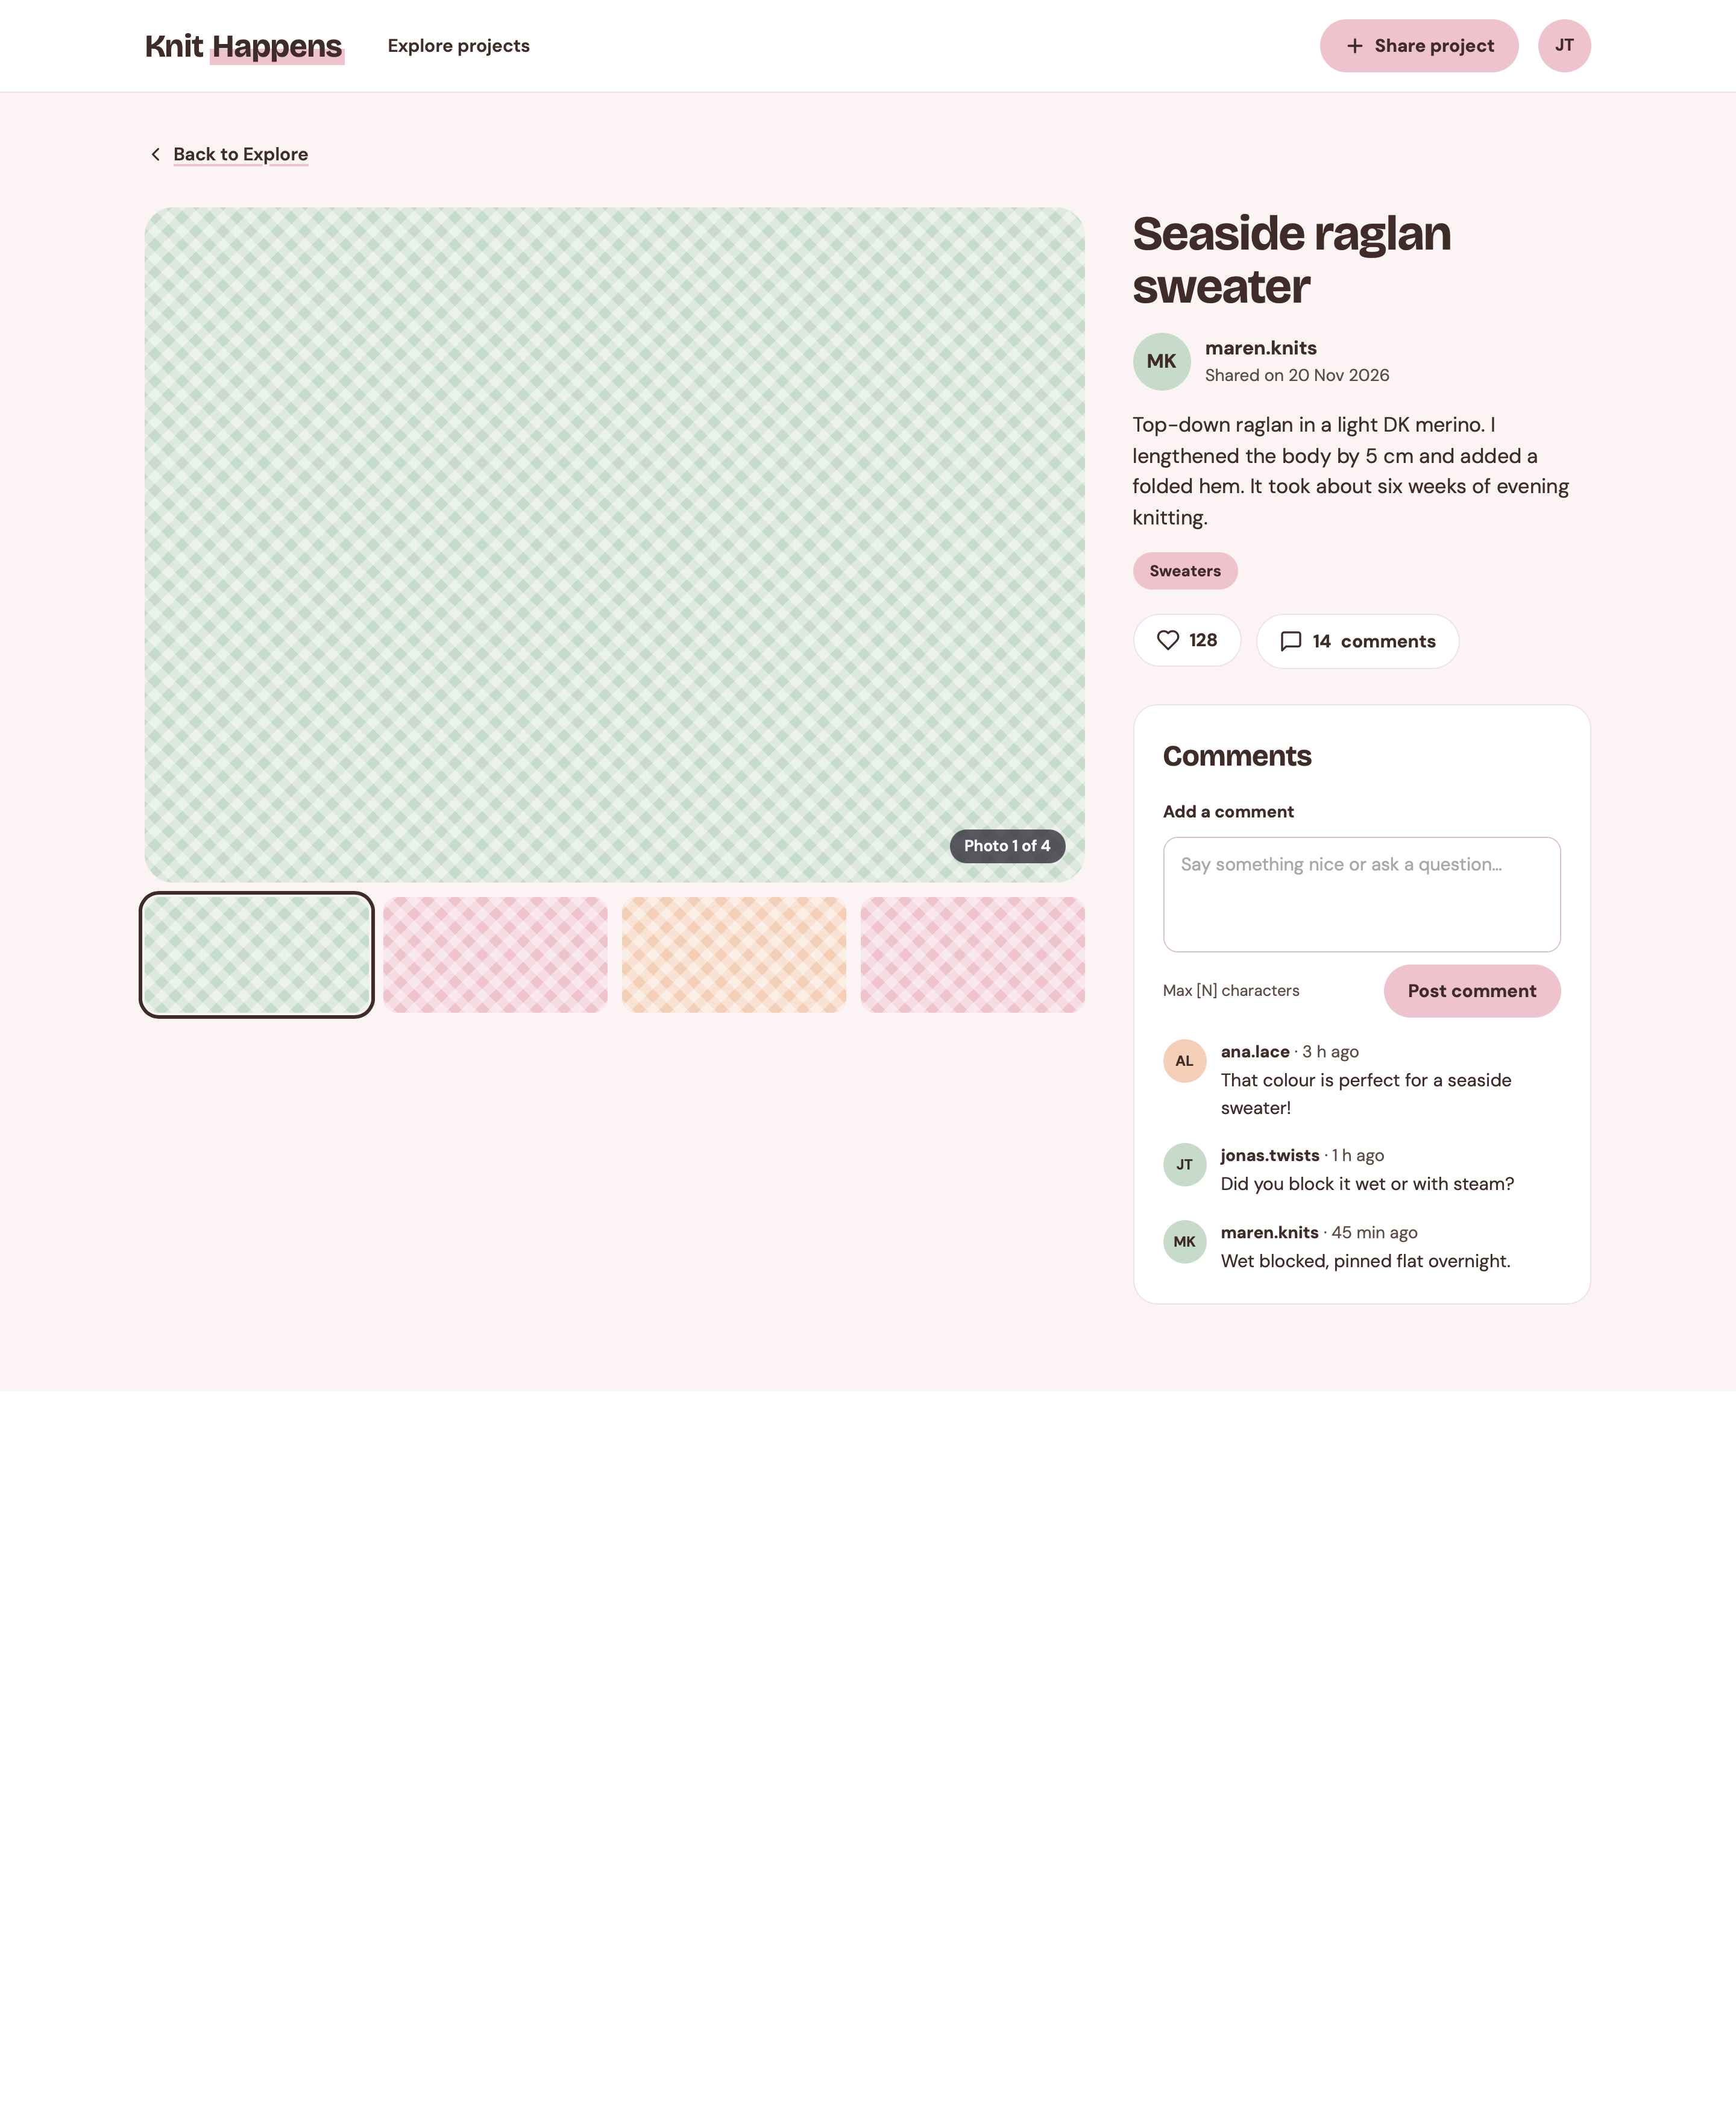 Knit Happens
Explore projects
Share project
JT
Back to Explore
Photo 1 of 4
Seaside raglan
sweater
MK
maren.knits
Shared on 20 Nov 2026
Top-down raglan in a light DK merino. I
lengthened the body by 5 cm and added a
folded hem. It took about six weeks of evening
knitting.
Sweaters
128
14 comments
Comments
Add a comment
Say something nice or ask a question…
Max [N] characters
Post comment
AL
ana.lace · 3 h ago
That colour is perfect for a seaside
sweater!
JT
jonas.twists · 1 h ago
Did you block it wet or with steam?
MK
maren.knits · 45 min ago
Wet blocked, pinned flat overnight.